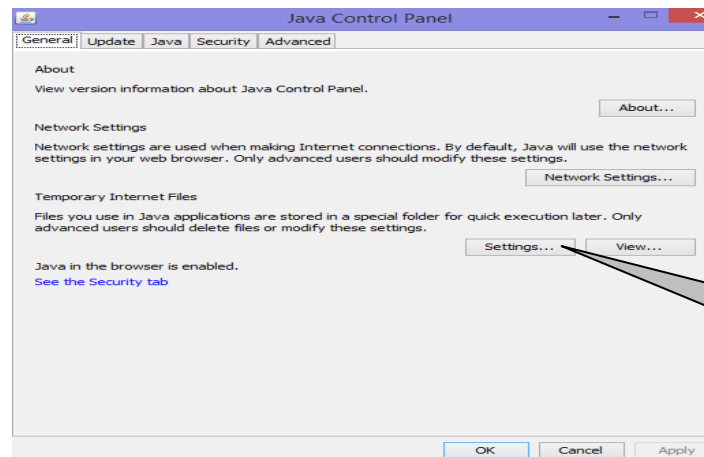 Java Control Panel
General Update Java Security Advanced
About
View version information about Java Control Panel.
About...
Network Settings
Network settings are used when making Internet connections. By default, Java will use the network
settings in your web browser. Only advanced users should modify these settings.
Network Settings...
Temporary Internet Files
Files you use in Java applications are stored in a special folder for quick execution later. Only
advanced users should delete files or modify these settings.
Settings... View...
Java in the browser is enabled.
See the Security tab
OK Cancel Apply